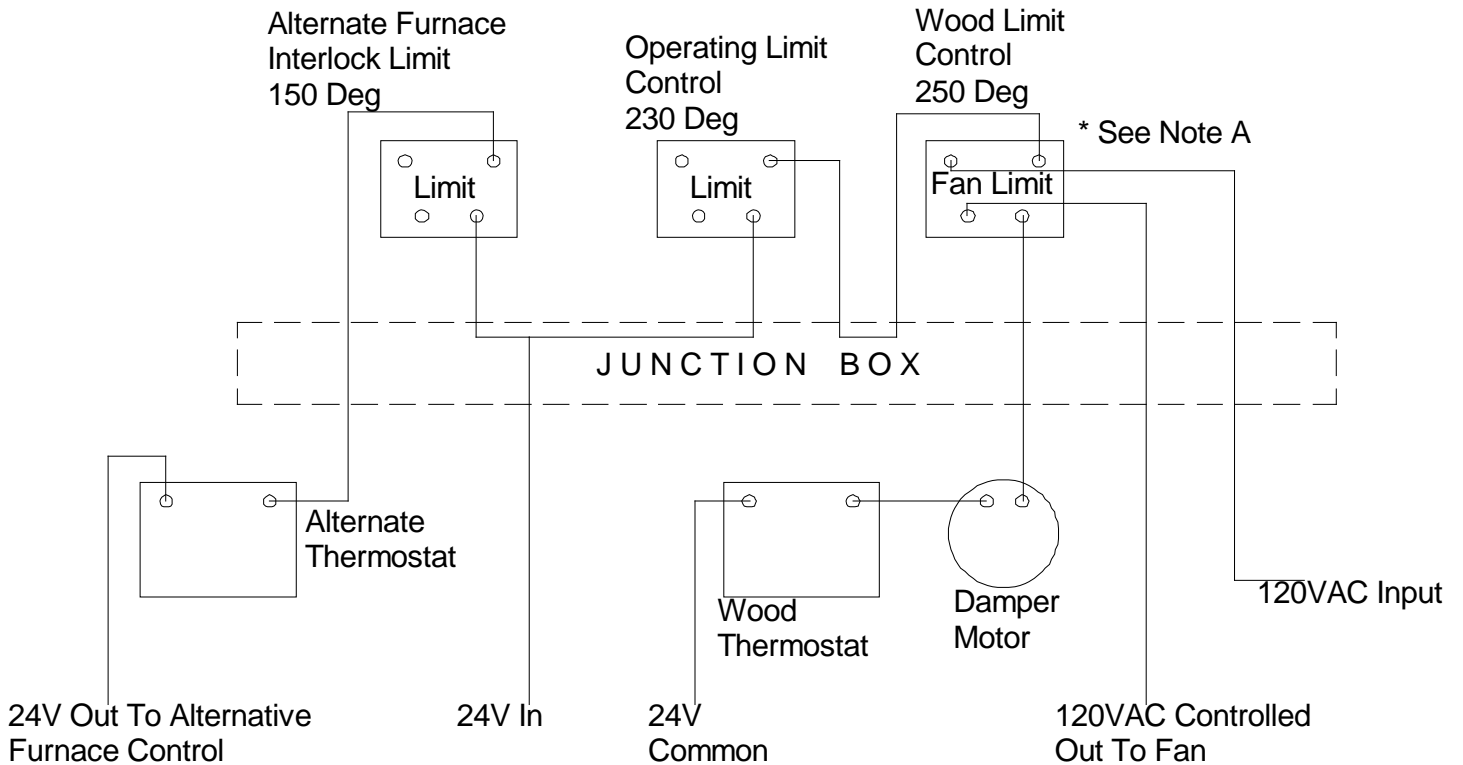 Alternate Furnace
Interlock Limit
150 Deg
Operating Limit
Control
230 Deg
Wood Limit
Control
250 Deg
* See Note A
Limit
Limit
Fan Limit
JUNCTION BOX
Alternate
Thermostat
Wood
Thermostat
Damper
Motor
120VAC Input
24V Out To Alternative
Furnace Control
24V In
24V
Common
120VAC Controlled
Out To Fan